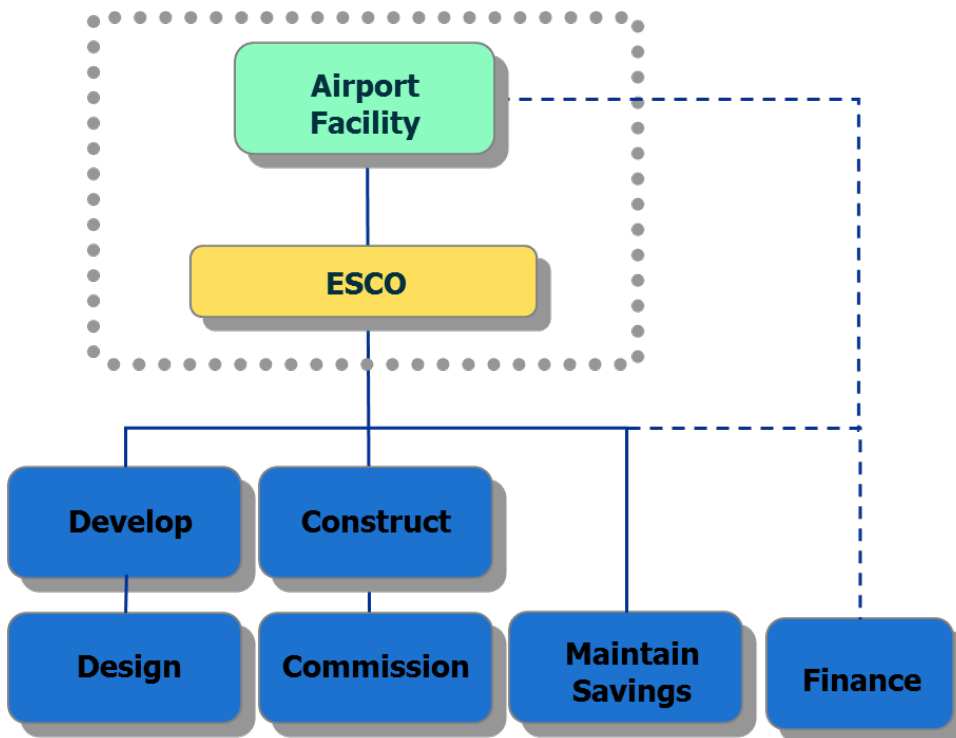 Airport
Facility
ESCO
Develop
Construct
Design
Commission
Maintain
Savings
Finance